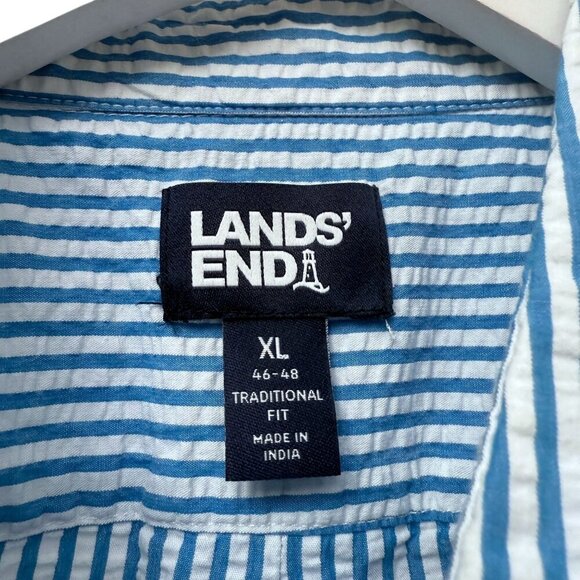 LANDS'
END
XL
46-48
TRADITIONAL
FIT
MADE IN
INDIA